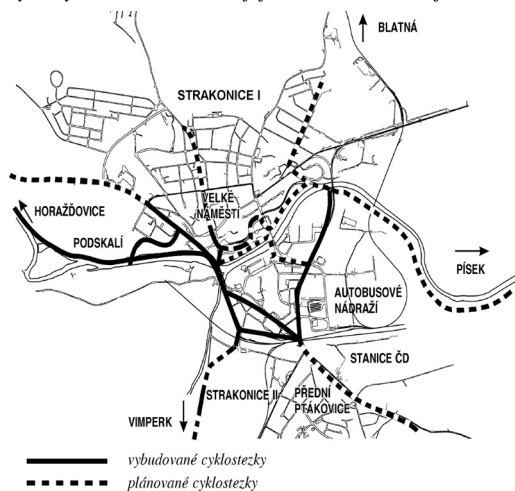 BLATNÁ
STRAKONICE I
VELKÉ
NÁMĚSTÍ
HORAŽĎOVICE
PODSKALÍ
PÍSEK
AUTOBUSOVÉ
NÁDRAŽÍ
STANICE ČD
STRAKONICE II
PŘEDNÍ
PTÁKOVICE
VIMPERK
vybudované cyklostezky
plánované cyklostezky